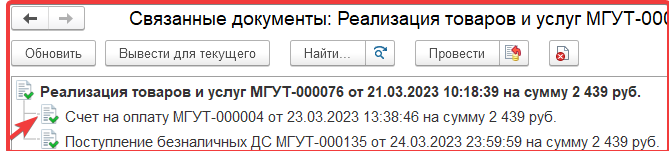 Связанные документы: Реализация товаров и услуг МГУТ-000
Обновить Вывести для текущего Найти... Провести
Реализация товаров и услуг МГУТ-000076 от 21.03.2023 10:18:39 на сумму 2 439 руб.
Счет на оплату МГУТ-000004 от 23.03.2023 13:38:46 на сумму 2 439 руб.
Поступление безналичных ДС МГУТ-000135 от 24.03.2023 23:59:59 на сумму 2 439 руб.